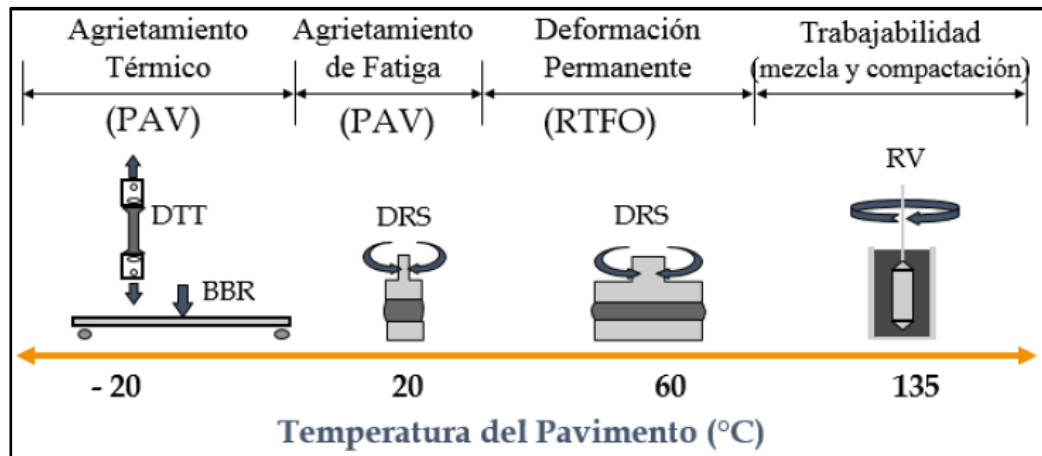 Agrietamiento
Térmico
Agrietamiento
de Fatiga
Deformación
Permanente
Trabajabilidad
(mezcla y compactación)
(PAV)
(PAV)
(RTFO)
RV
DTT
DRS
DRS
BBR
- 20
20
60
135
Temperatura del Pavimento (°C)